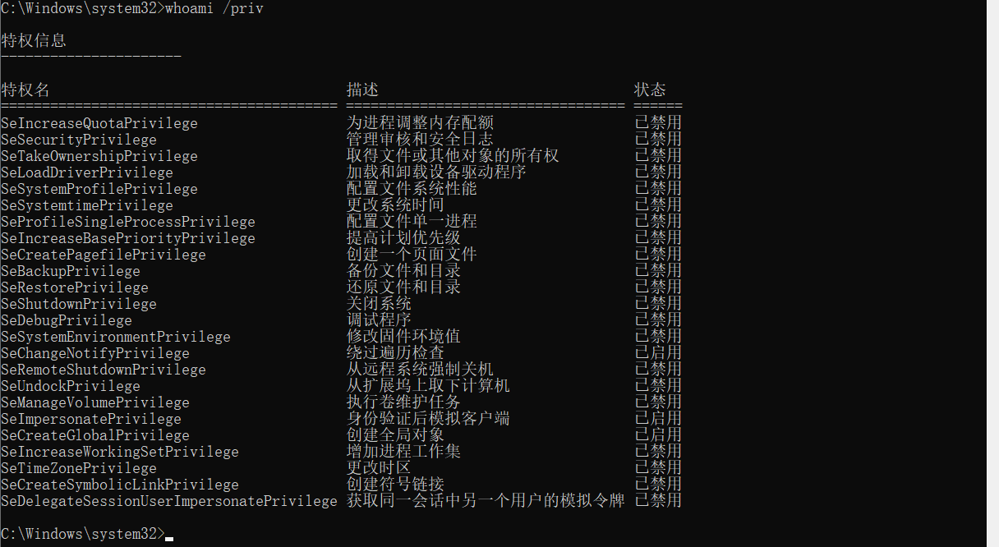 C:\Windows\system32>whoami /priv
特权信息
----------------------
特权名 描述 状态
========================================= ================================== ======
SeIncreaseQuotaPrivilege 为进程调整内存配额 已禁用
SeSecurityPrivilege 管理审核和安全日志 已禁用
SeTakeOwnershipPrivilege 取得文件或其他对象的所有权 已禁用
SeLoadDriverPrivilege 加载和卸载设备驱动程序 已禁用
SeSystemProfilePrivilege 配置文件系统性能 已禁用
SeSystemtimePrivilege 更改系统时间 已禁用
SeProfileSingleProcessPrivilege 配置文件单一进程 已禁用
SeIncreaseBasePriorityPrivilege 提高计划优先级 已禁用
SeCreatePagefilePrivilege 创建一个页面文件 已禁用
SeBackupPrivilege 备份文件和目录 已禁用
SeRestorePrivilege 还原文件和目录 已禁用
SeShutdownPrivilege 关闭系统 已禁用
SeDebugPrivilege 调试程序 已禁用
SeSystemEnvironmentPrivilege 修改固件环境值 已禁用
SeChangeNotifyPrivilege 绕过遍历检查 已启用
SeRemoteShutdownPrivilege 从远程系统强制关机 已禁用
SeUndockPrivilege 从扩展坞上取下计算机 已禁用
SeManageVolumePrivilege 执行卷维护任务 已禁用
SeImpersonatePrivilege 身份验证后模拟客户端 已启用
SeCreateGlobalPrivilege 创建全局对象 已启用
SeIncreaseWorkingSetPrivilege 增加进程工作集 已禁用
SeTimeZonePrivilege 更改时区 已禁用
SeCreateSymbolicLinkPrivilege 创建符号链接 已禁用
SeDelegateSessionUserImpersonatePrivilege 获取同一会话中另一个用户的模拟令牌 已禁用
C:\Windows\system32>